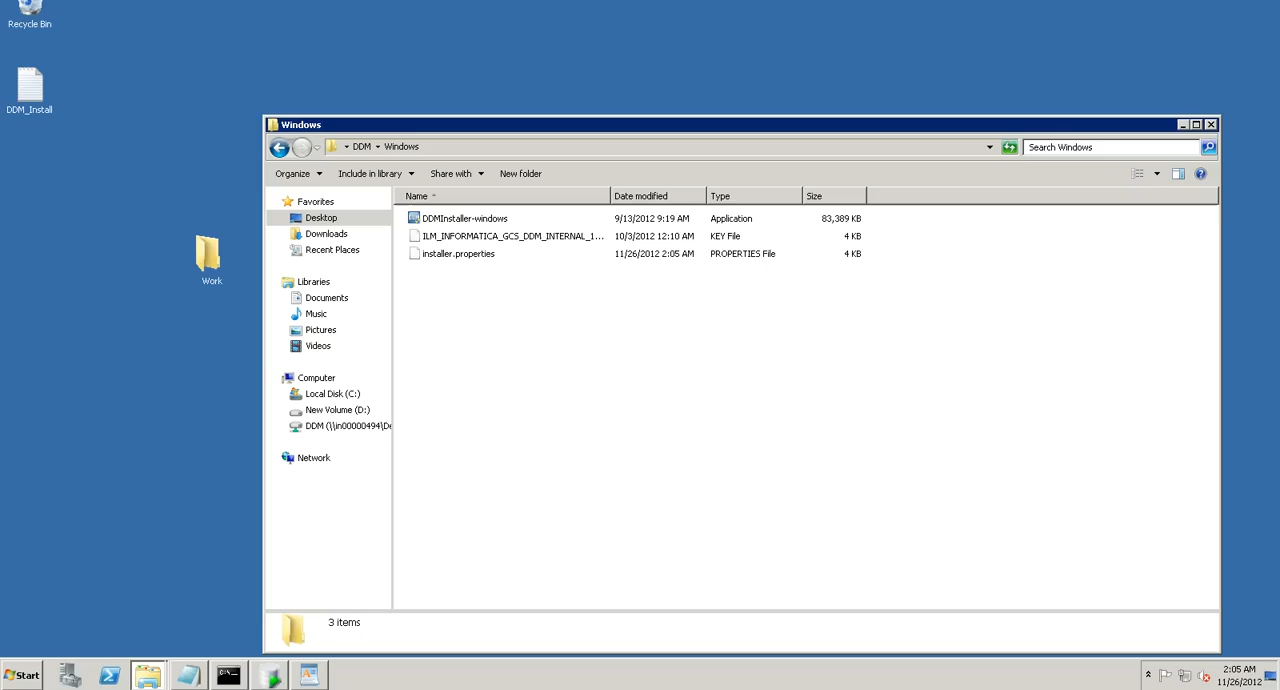 Recycle Bin
DDM_Install
Work
Windows
DDM
Windows
Search Windows
Organize
Include in library
Share with
New folder
Favorites
Desktop
Downloads
Recent Places
Libraries
Documents
Music
Pictures
Videos
Computer
Local Disk (C:)
New Volume (D:)
DDM (\\in00000494\De
Network
Name Date modified Type Size
DDMInstaller-windows 9/13/2012 9:19 AM Application 83,389 KB
ILM_INFORMATICA_GCS_DDM_INTERNAL_1... 10/3/2012 12:10 AM KEY File 4 KB
installer.properties 11/26/2012 2:05 AM PROPERTIES File 4 KB
3 items
Start
2:05 AM
11/26/2012